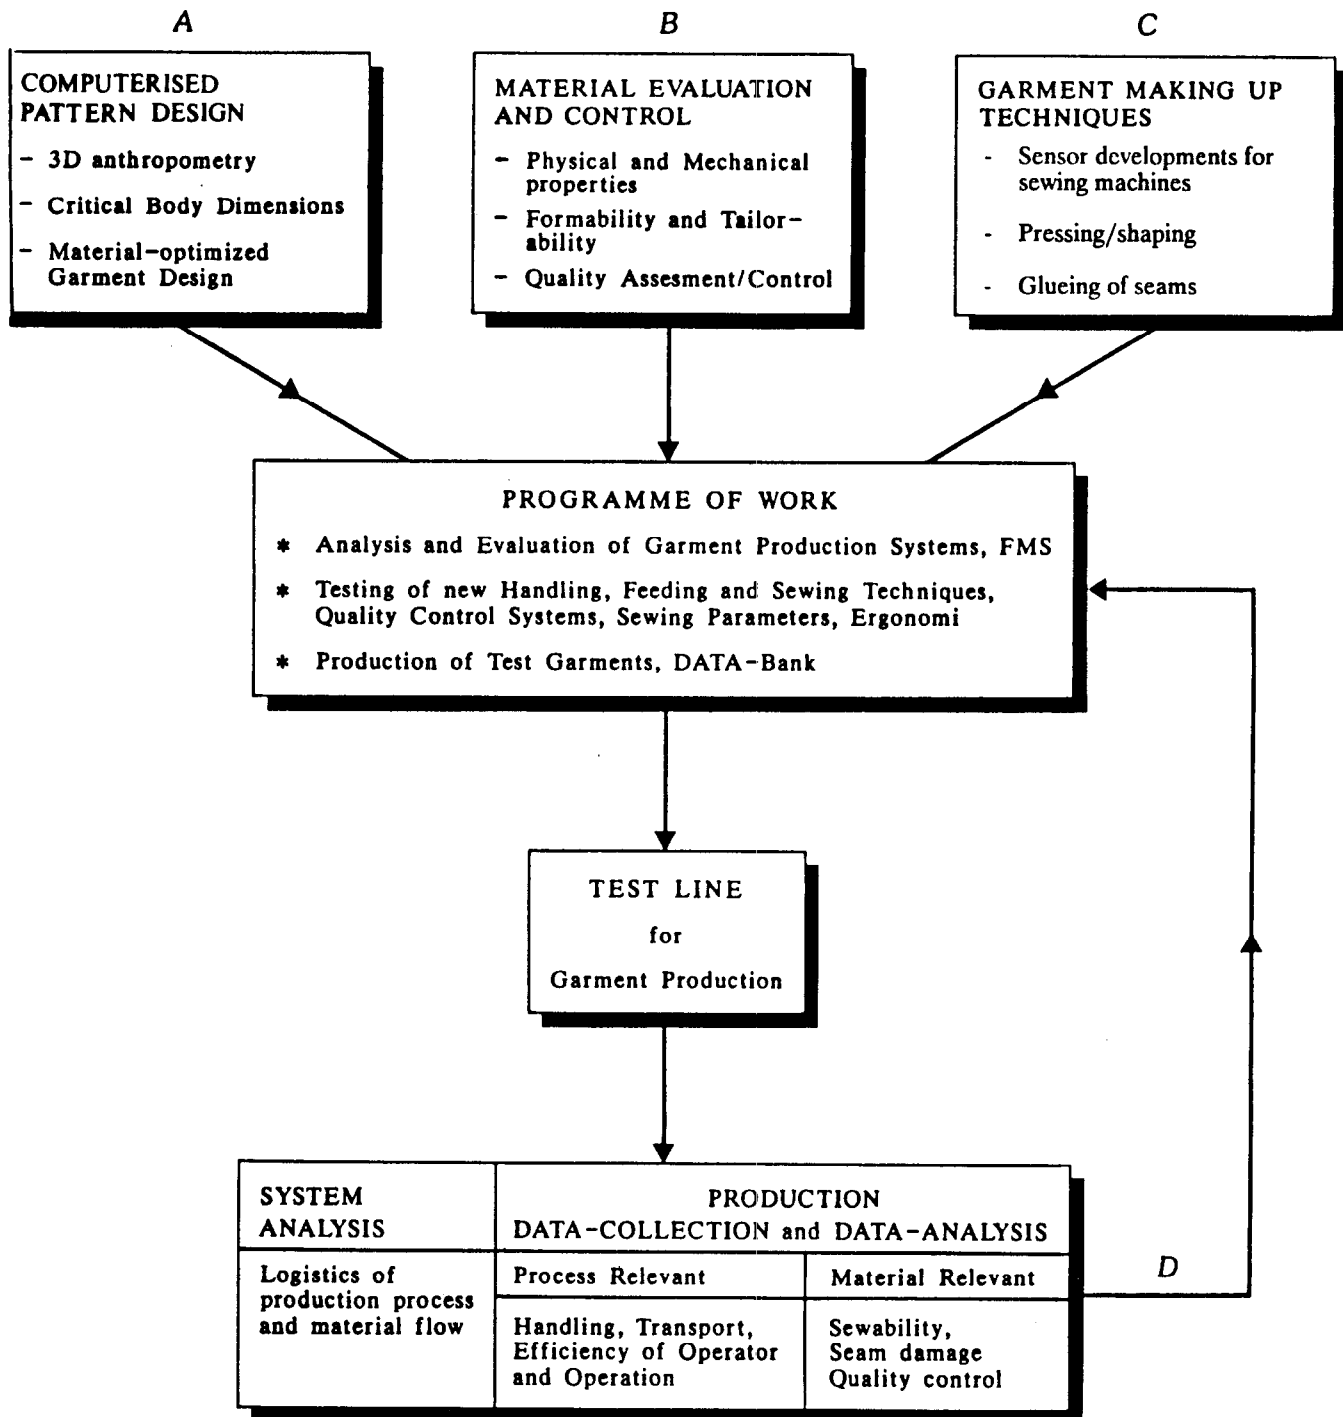 A
COMPUTERISED
PATTERN DESIGN
- 3D anthropometry
- Critical Body Dimensions
- Material-optimized
Garment Design
B
MATERIAL EVALUATION
AND CONTROL
- Physical and Mechanical
properties
- Formability and Tailor-
ability
- Quality Assesment/Control
C
GARMENT MAKING UP
TECHNIQUES
- Sensor developments for
sewing machines
- Pressing/shaping
- Glueing of seams
PROGRAMME OF WORK
* Analysis and Evaluation of Garment Production Systems, FMS
* Testing of new Handling, Feeding and Sewing Techniques,
Quality Control Systems, Sewing Parameters, Ergonomi
* Production of Test Garments, DATA-Bank
TEST LINE
for
Garment Production
SYSTEM
ANALYSIS
Logistics of
production process
and material flow
PRODUCTION
DATA-COLLECTION and DATA-ANALYSIS
Process Relevant
Handling, Transport,
Efficiency of Operator
and Operation
Material Relevant
Sewability,
Seam damage
Quality control
D